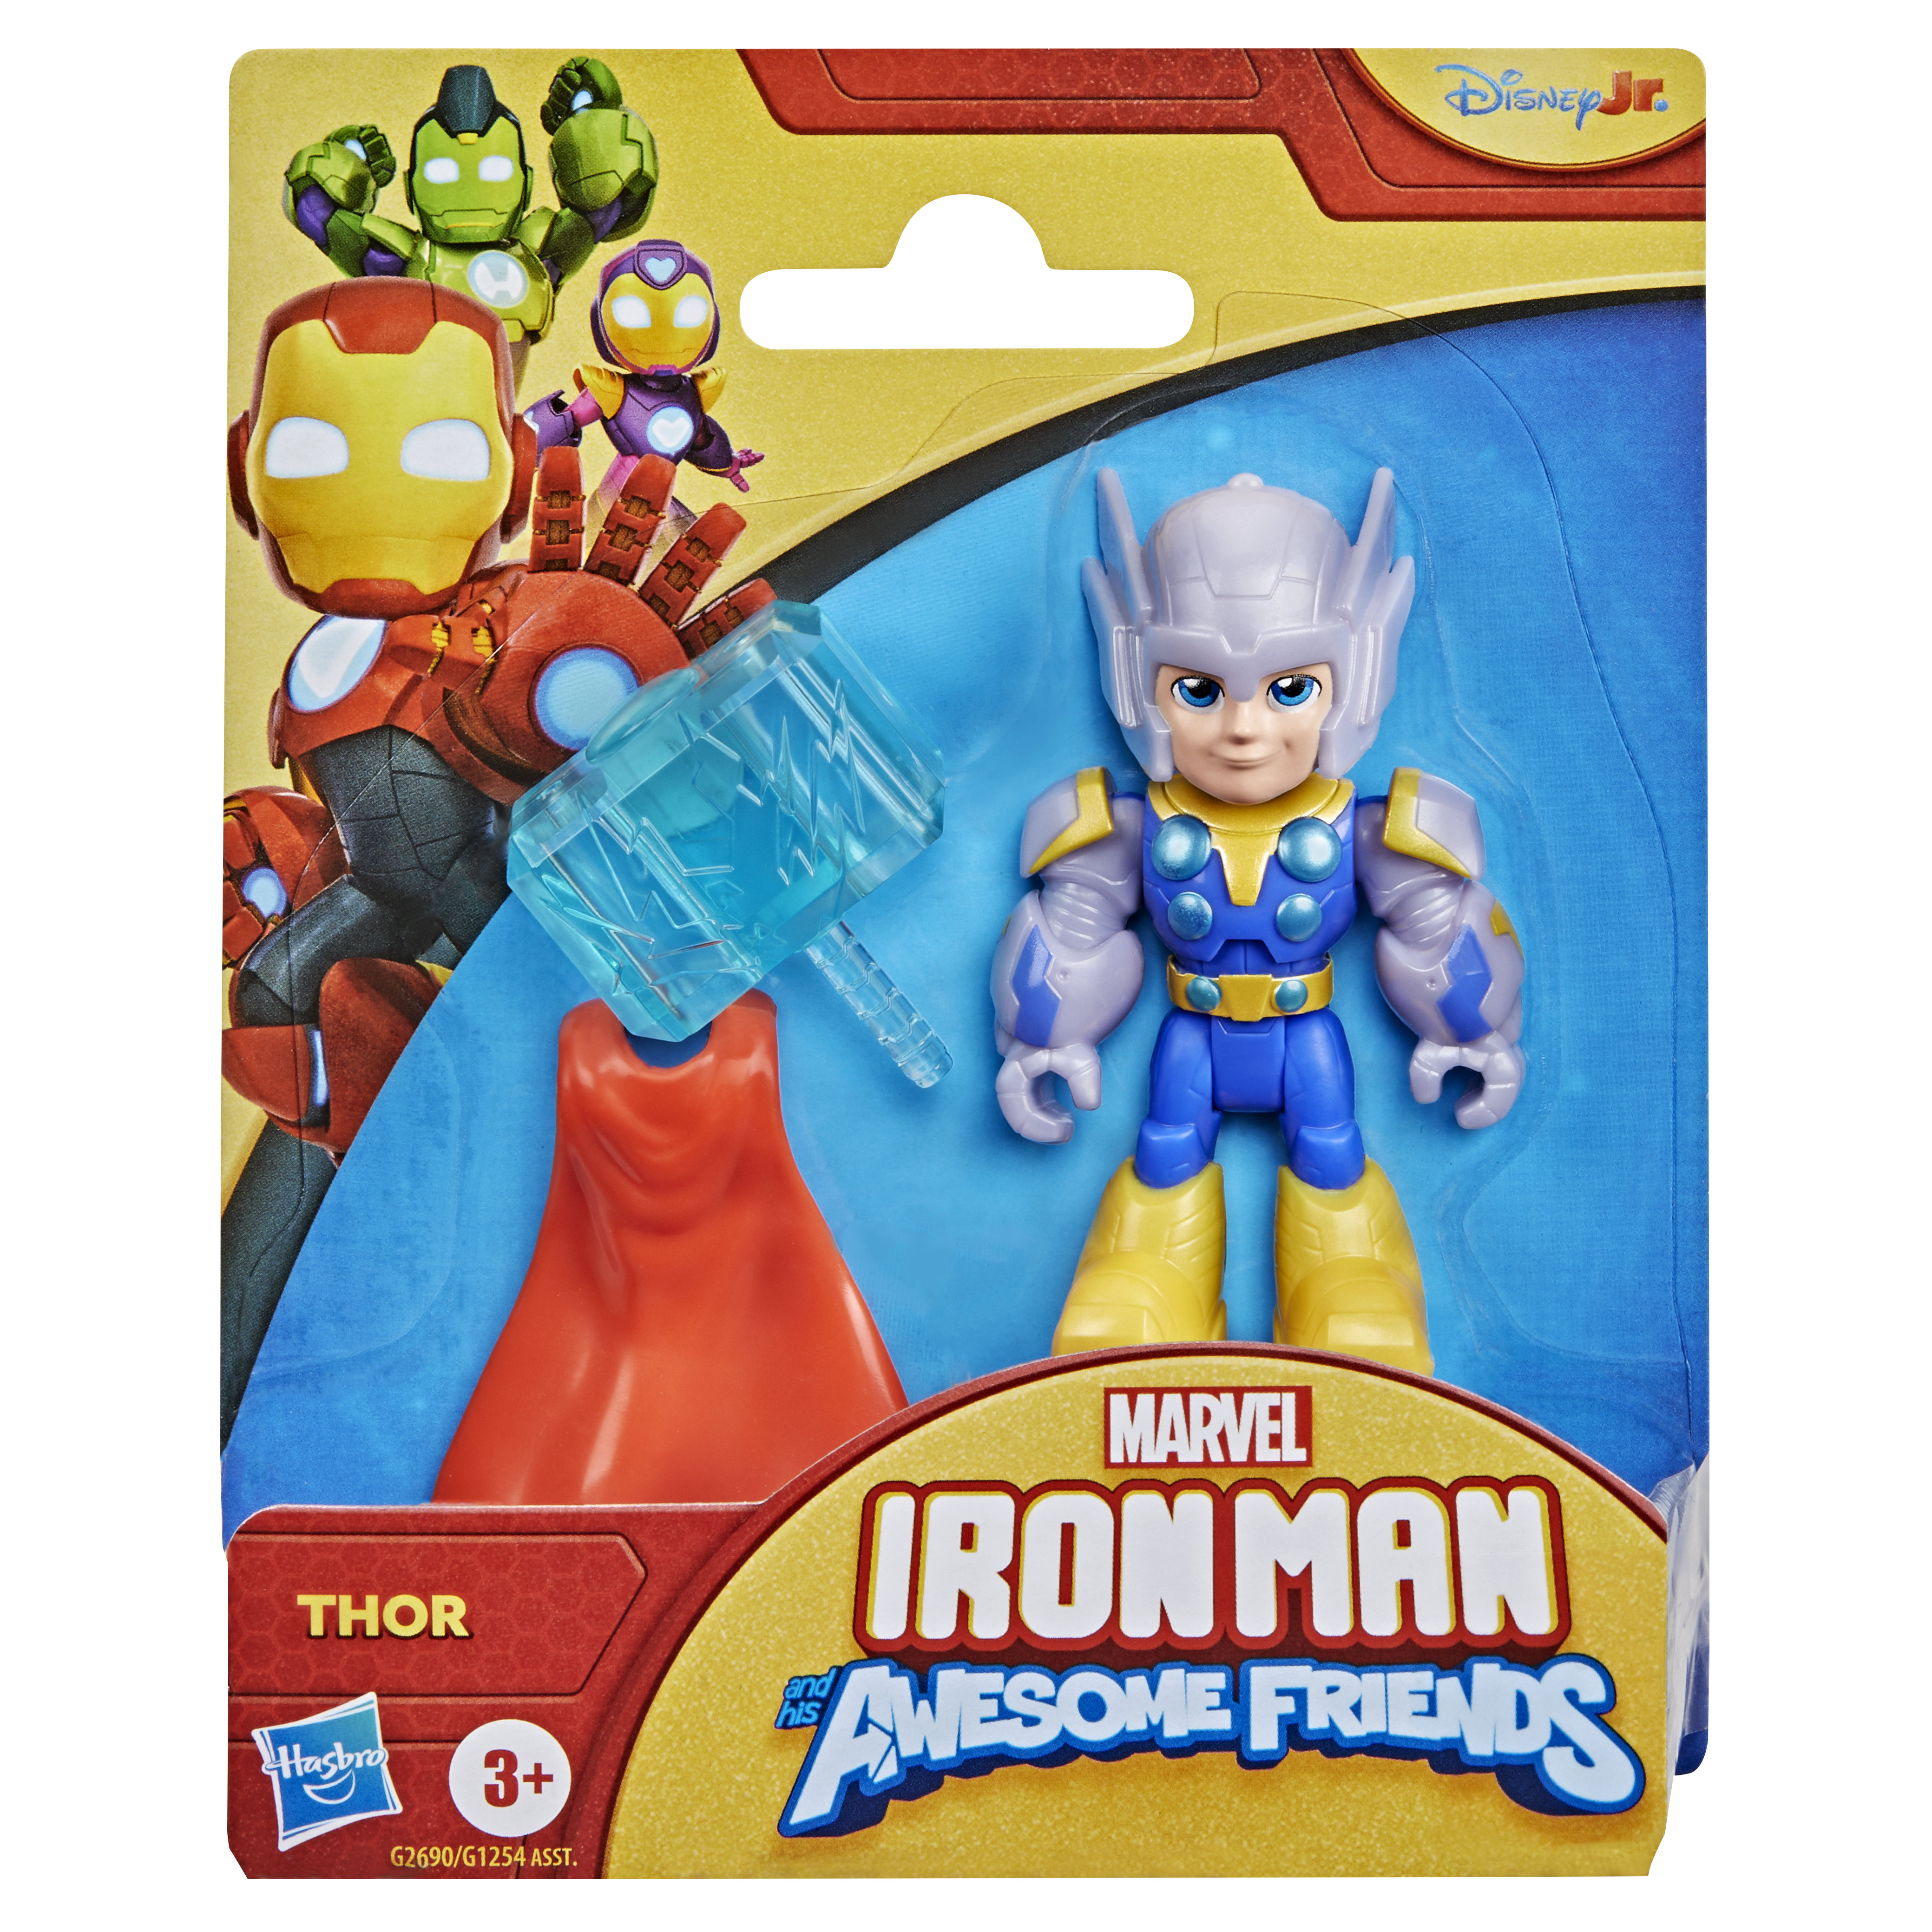 Disney Jr.
MARVEL
IRON MAN
and his
AWESOME FRIENDS
THOR
Hasbro
3+
G2690/G1254 ASST.